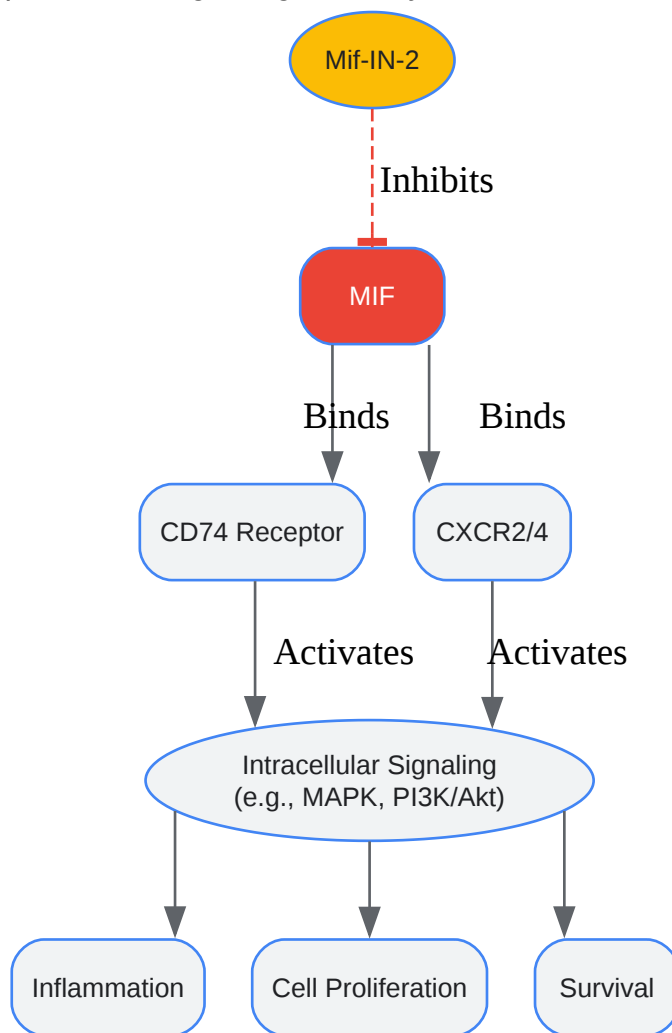 Mif-IN-2
Inhibits
MIF
Binds
Binds
CD74 Receptor
CXCR2/4
Activates
Activates
Intracellular Signaling
(e.g., MAPK, PI3K/Akt)
Inflammation
Cell Proliferation
Survival